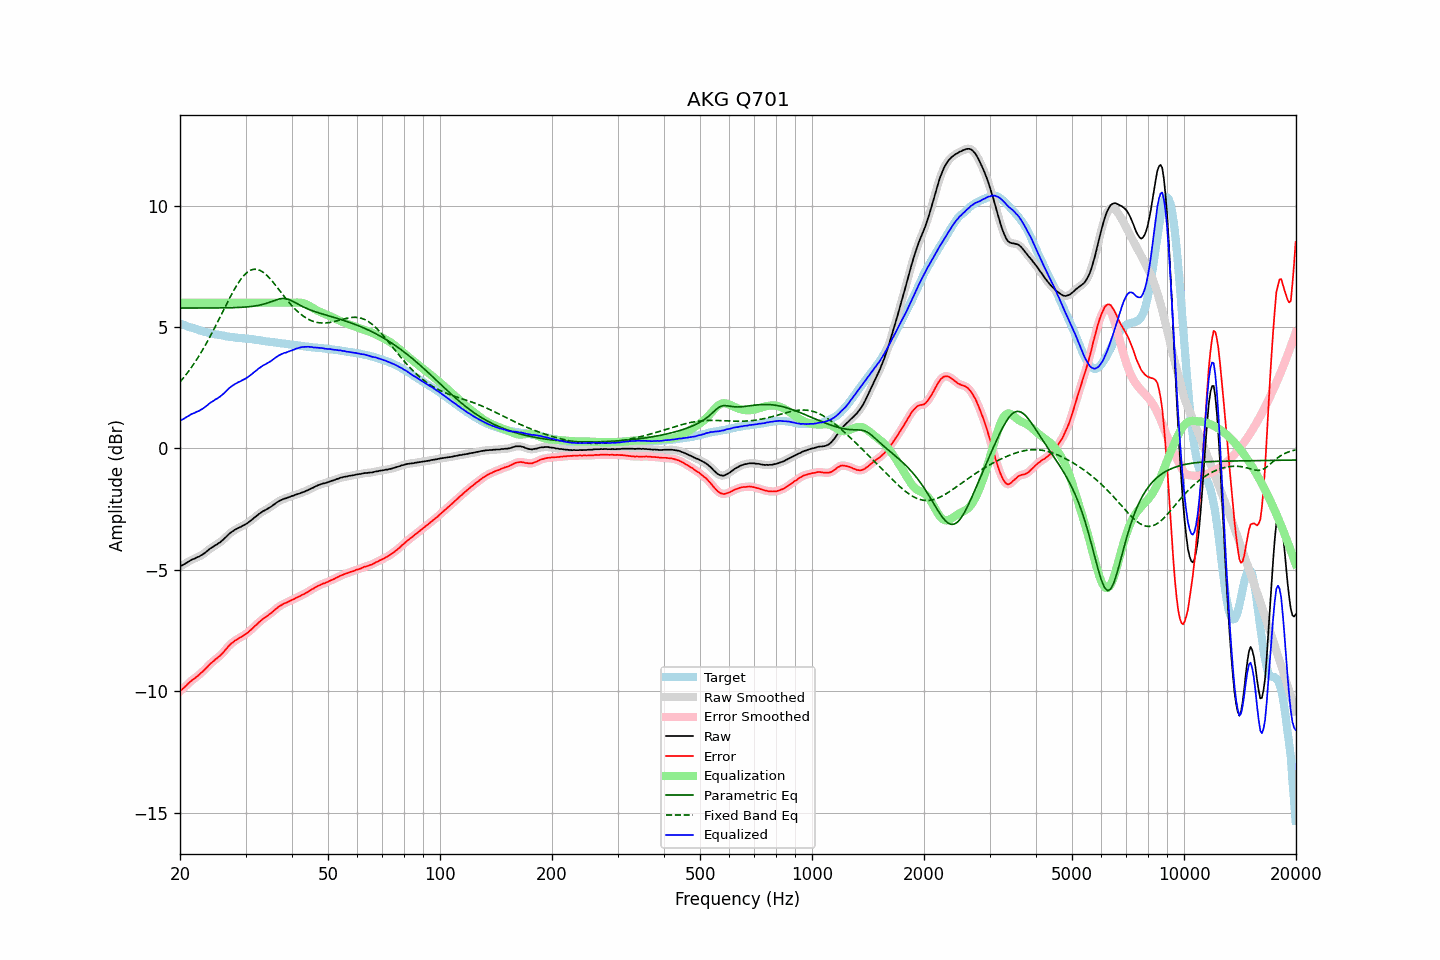 AKG Q701
Amplitude (dBr)
10
5
0
−5
−10
−15
Target
Raw Smoothed
Error Smoothed
Raw
Error
Equalization
Parametric Eq
Fixed Band Eq
Equalized
20 50 100 200 500 1000 2000 5000 10000 20000
Frequency (Hz)